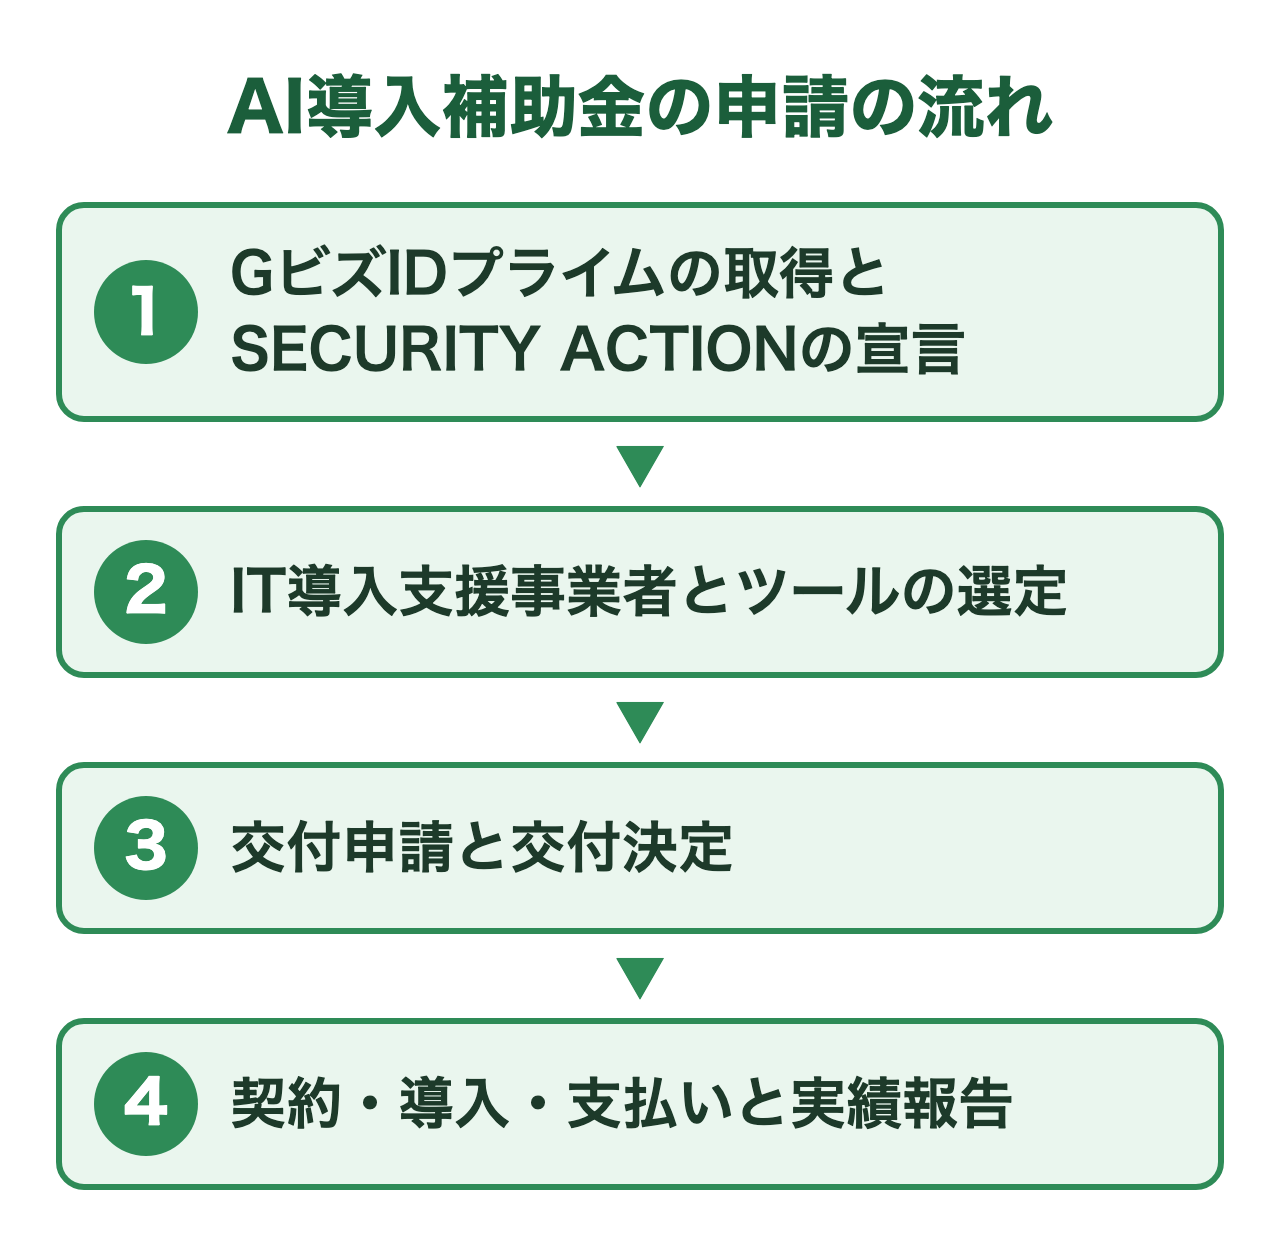 AI導入補助金の申請の流れ
1
GビズIDプライムの取得と
SECURITY ACTIONの宣言
2
IT導入支援事業者とツールの選定
3
交付申請と交付決定
4
契約・導入・支払いと実績報告